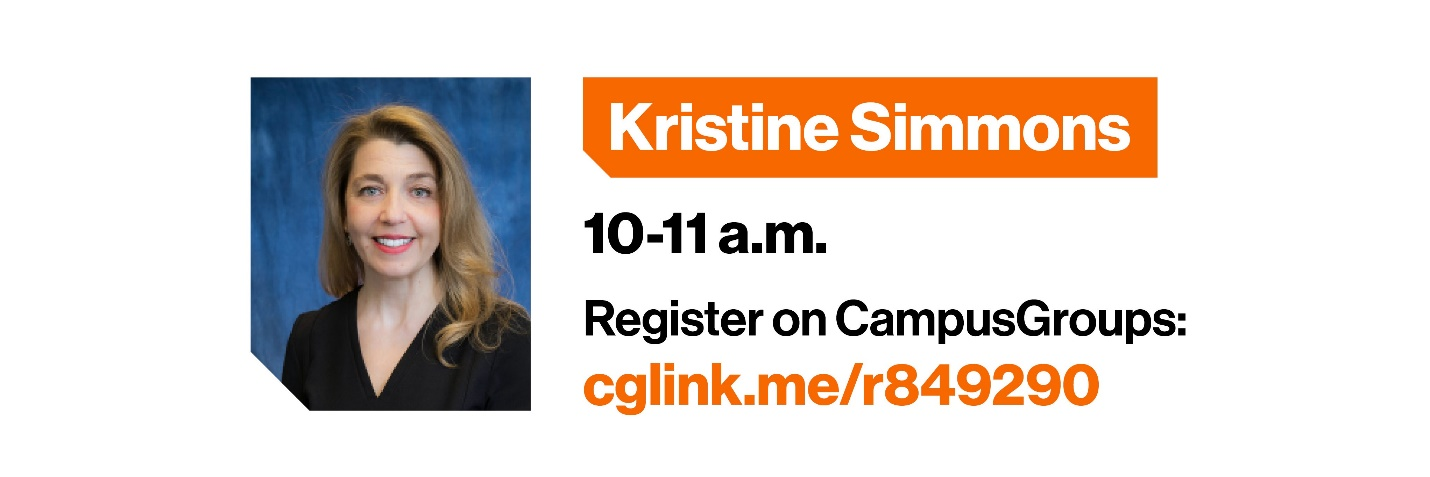 Kristine Simmons
10-11 a.m.
Register on CampusGroups:
cglink.me/r849290